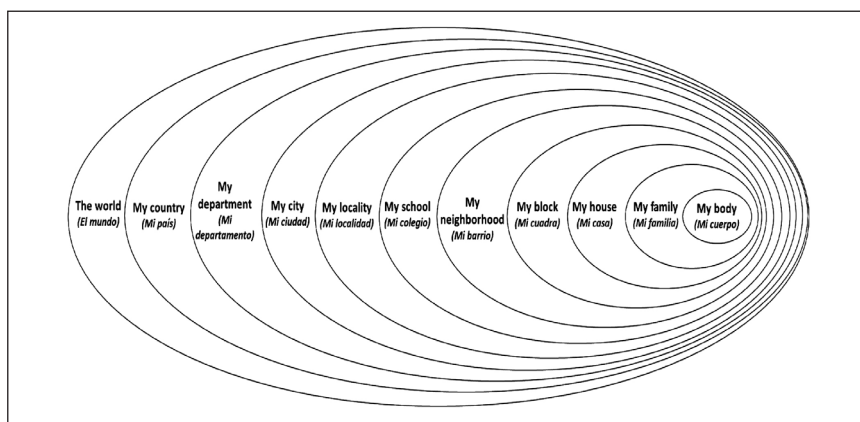 The world
(El mundo)
My country
(Mi país)
My
department
(Mi
departamento)
My city
(Mi ciudad)
My locality
(Mi localidad)
My school
(Mi colegio)
My
neighborhood
(Mi barrio)
My block
(Mi cuadra)
My house
(Mi casa)
My family
(Mi familia)
My body
(Mi cuerpo)